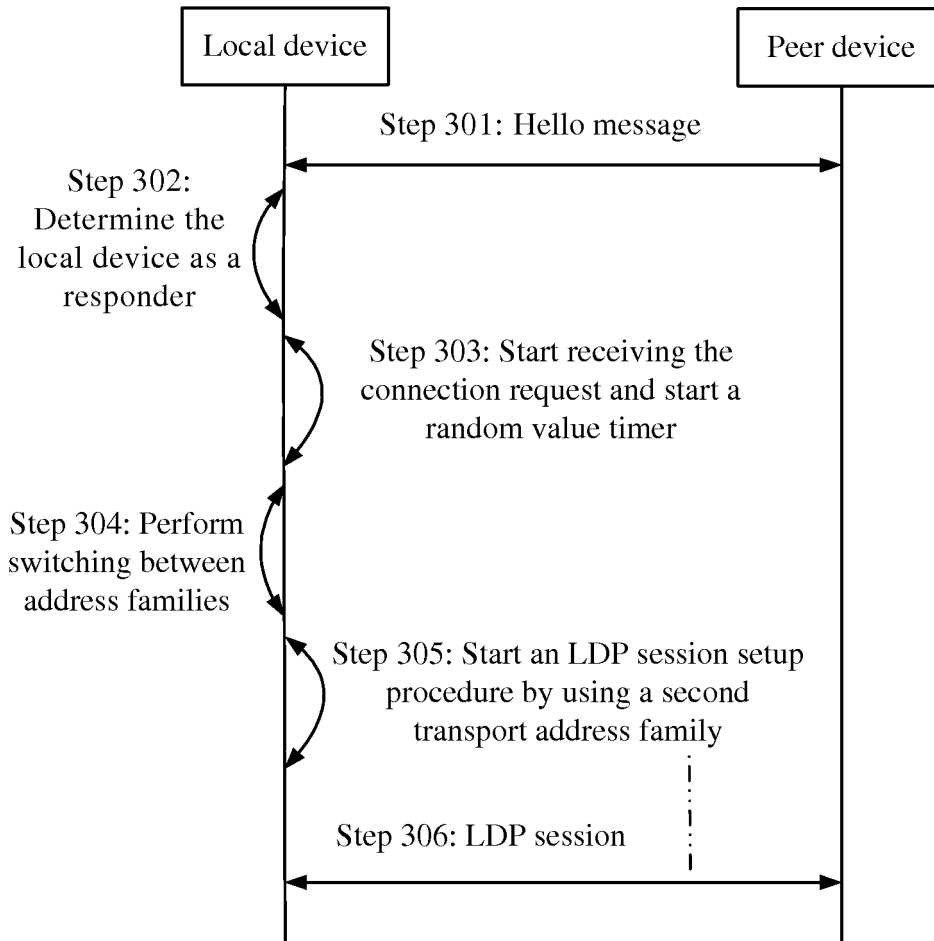 Local device
Peer device
Step 301: Hello message
Step 302:
Determine the
local device as a
responder
Step 303: Start receiving the
connection request and start a
random value timer
Step 304: Perform
switching between
address families
Step 305: Start an LDP session setup
procedure by using a second
transport address family
Step 306: LDP session